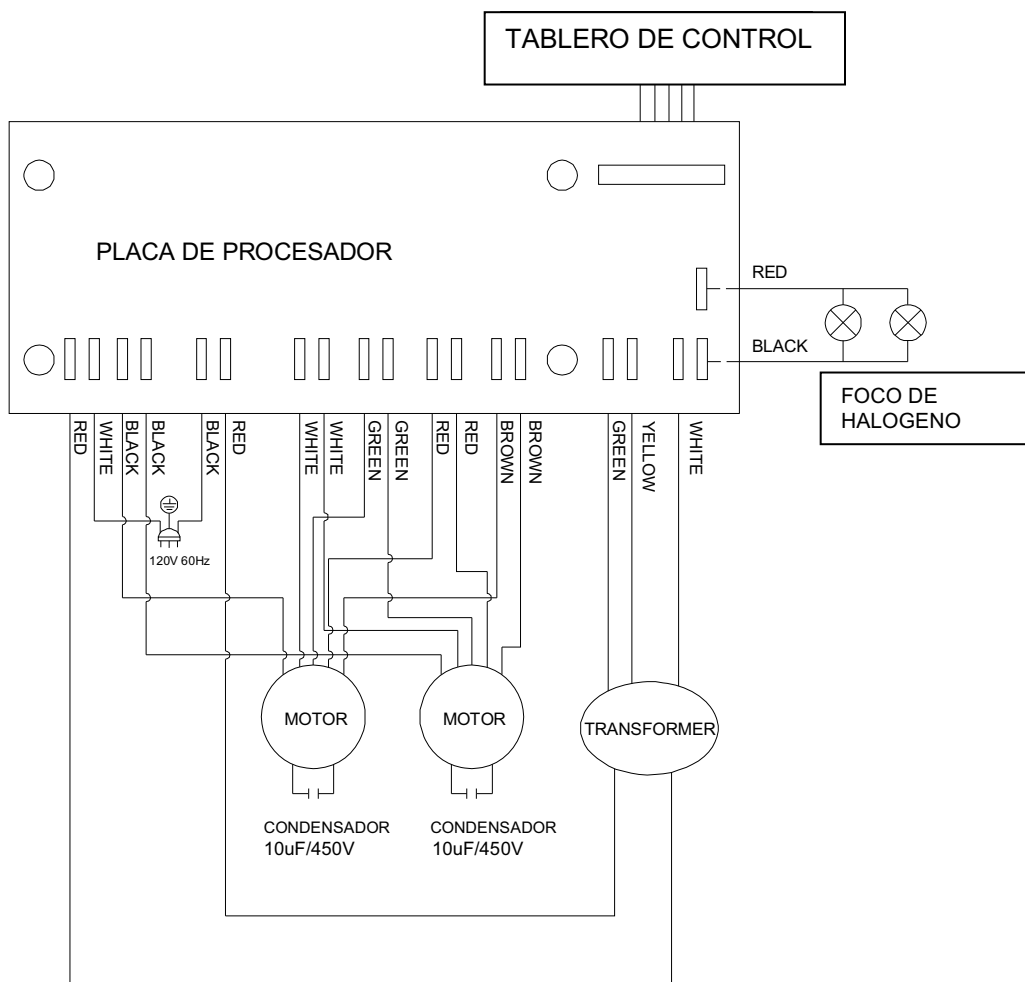 TABLERO DE CONTROL
PLACA DE PROCESADOR
RED
BLACK
FOCO DE
HALOGENO
RED
WHITE
BLACK
BLACK
BLACK
RED
WHITE
WHITE
GREEN
GREEN
RED
RED
BROWN
BROWN
GREEN
YELLOW
WHITE
120V 60Hz
MOTOR
MOTOR
TRANSFORMER
CONDENSADOR
10uF/450V
CONDENSADOR
10uF/450V